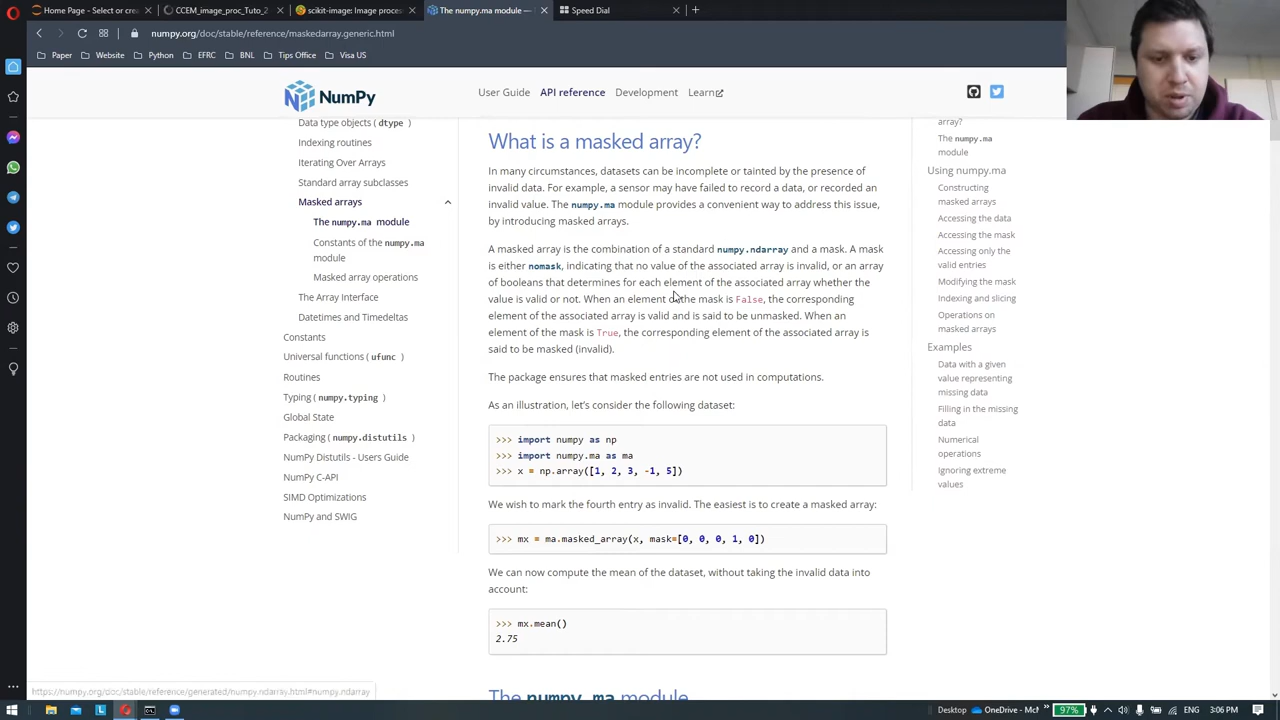 Home Page - Select or cre
CCEM_image_proc_Tuto_2
scikit-image: Image proces
The numpy.ma module —
Speed Dial
numpy.org/doc/stable/reference/maskedarray.generic.html
Paper
Website
Python
EFRC
BNL
Tips Office
Visa US
NumPy
User Guide
API reference
Development
Learn
Data type objects ( dtype )
Indexing routines
Iterating Over Arrays
Standard array subclasses
Masked arrays
The numpy.ma module
Constants of the numpy.ma
module
Masked array operations
The Array Interface
Datetimes and Timedeltas
Constants
Universal functions ( ufunc )
Routines
Typing ( numpy.typing )
Global State
Packaging ( numpy.distutils )
NumPy Distutils - Users Guide
NumPy C-API
SIMD Optimizations
NumPy and SWIG
What is a masked array?
In many circumstances, datasets can be incomplete or tainted by the presence of
invalid data. For example, a sensor may have failed to record a data, or recorded an
invalid value. The numpy.ma module provides a convenient way to address this issue,
by introducing masked arrays.
A masked array is the combination of a standard numpy.ndarray and a mask. A mask
is either nomask, indicating that no value of the associated array is invalid, or an array
of booleans that determines for each element of the associated array whether the
value is valid or not. When an element of the mask is False, the corresponding
element of the associated array is valid and is said to be unmasked. When an
element of the mask is True, the corresponding element of the associated array is
said to be masked (invalid).
The package ensures that masked entries are not used in computations.
As an illustration, let's consider the following dataset:
>>> import numpy as np
>>> import numpy.ma as ma
>>> x = np.array([1, 2, 3, -1, 5])
We wish to mark the fourth entry as invalid. The easiest is to create a masked array:
>>> mx = ma.masked_array(x, mask=[0, 0, 0, 1, 0])
We can now compute the mean of the dataset, without taking the invalid data into
account:
>>> mx.mean()
2.75
The numpy.ma module
array?
The numpy.ma
module
Using numpy.ma
Constructing
masked arrays
Accessing the data
Accessing the mask
Accessing only the
valid entries
Modifying the mask
Indexing and slicing
Operations on
masked arrays
Examples
Data with a given
value representing
missing data
Filling in the missing
data
Numerical
operations
Ignoring extreme
values
https://numpy.org/doc/stable/reference/generated/numpy.ndarray.html#numpy.ndarray
Desktop
OneDrive - Mc
97%
ENG
3:06 PM